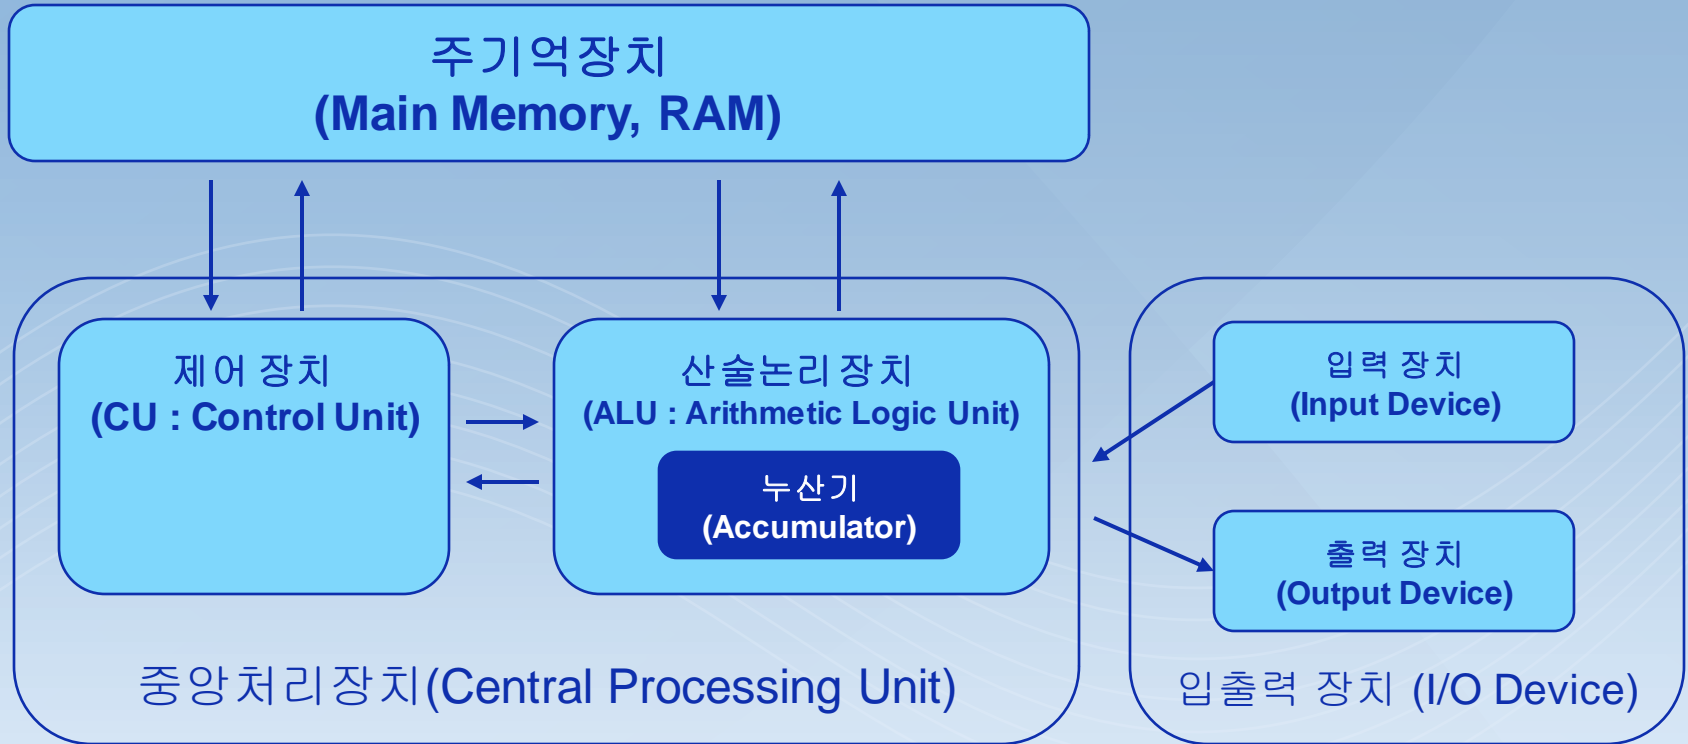 주기억장치
(Main Memory, RAM)
제어 장치
(CU : Control Unit)
산술논리장치
(ALU : Arithmetic Logic Unit)
누산기
(Accumulator)
중앙처리장치(Central Processing Unit)
입력 장치
(Input Device)
출력 장치
(Output Device)
입출력 장치 (I/O Device)